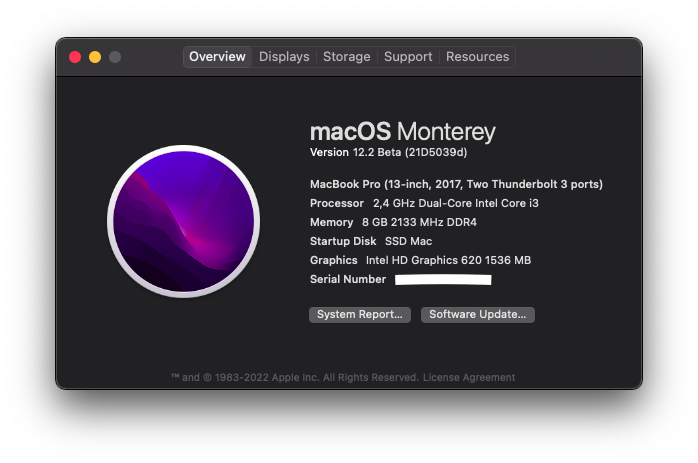 Overview Displays Storage Support Resources
macOS Monterey
Version 12.2 Beta (21D5039d)
MacBook Pro (13-inch, 2017, Two Thunderbolt 3 ports)
Processor 2,4 GHz Dual-Core Intel Core i3
Memory 8 GB 2133 MHz DDR4
Startup Disk SSD Mac
Graphics Intel HD Graphics 620 1536 MB
Serial Number
System Report... Software Update...
™ and © 1983-2022 Apple Inc. All Rights Reserved. License Agreement